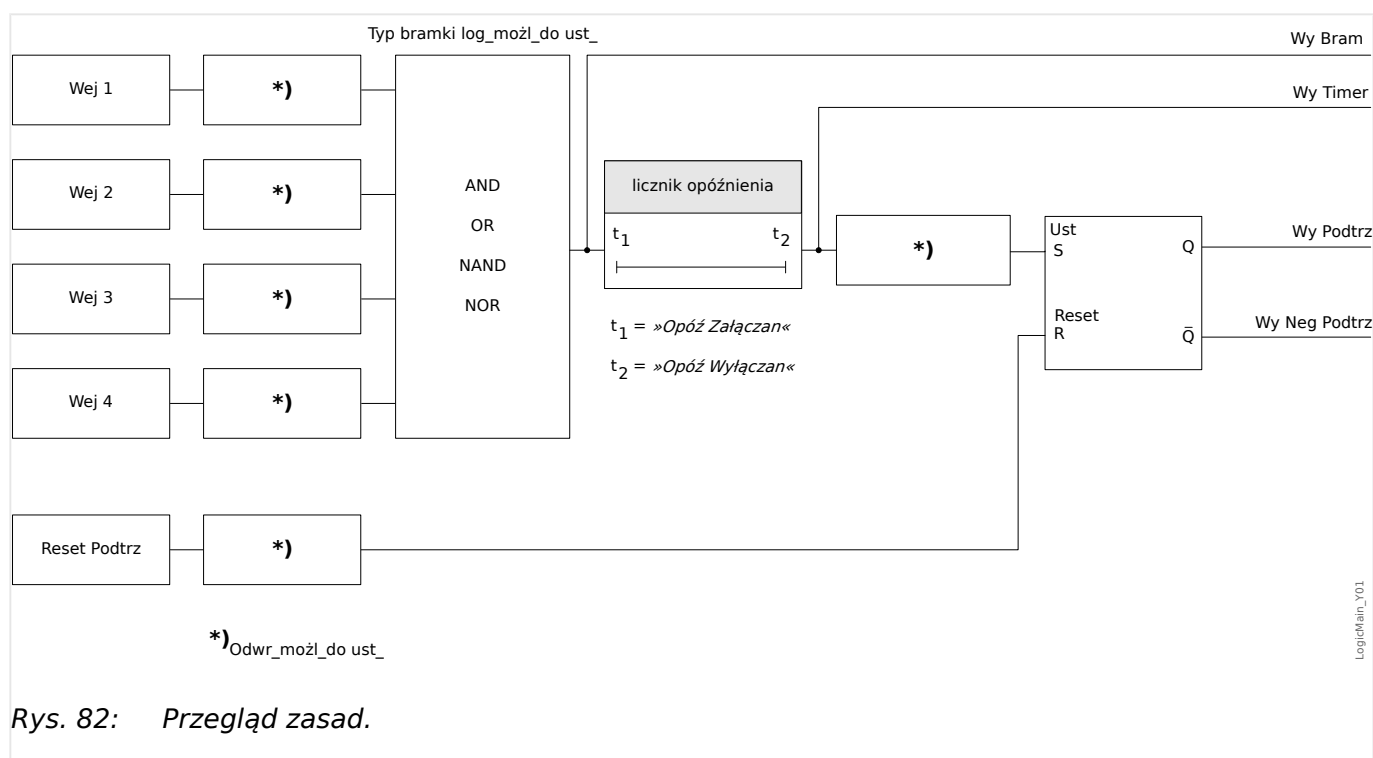 Typ bramki log_możl_do ust_
Wy Bram
Wej 1
*)
Wy Timer
Wej 2
*)
AND
OR
NAND
NOR
licznik opóźnienia
t1
t2
*)
Ust
S
Q
Wy Podtrz
Wej 3
*)
t1 = »Opóź Załączan«
Reset
R
Q̅
Wy Neg Podtrz
t2 = »Opóź Wyłączan«
Wej 4
*)
Reset Podtrz
*)
*)Odwr_możl_do ust_
LogicMain_Y01
Rys. 82: Przegląd zasad.